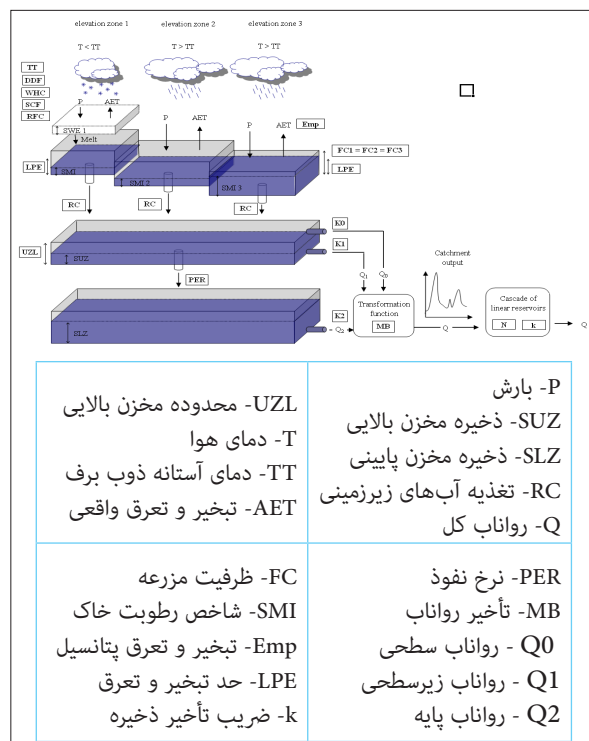 elevation zone 1 elevation zone 2 elevation zone 3
T < TT T > TT T > TT
TT
DDF
WHC
SCF
RFC
P AET
SWE 1
Melt
P AET
P AET Emp
FC1 = FC2 = FC3
LPE
LPE
SMI
SMI 2
SMI 3
RC RC RC
K0
K1
UZL
SUZ
PER
Q1 Q0
Catchment
output
K2
SLZ
Q2
Transformation
function
MB
Q
Cascade of
linear reservoirs
N k
Q
P- بارش
SUZ- ذخیره مخزن بالایی
SLZ- ذخیره مخزن پایینی
RC- تغذیه آب‌های زیرزمینی
Q- رواناب کل
UZL- محدوده مخزن بالایی
T- دمای هوا
TT- دمای آستانه ذوب برف
AET- تبخیر و تعرق واقعی
PER- نرخ نفوذ
MB- تأخیر رواناب
Q0 - رواناب سطحی
Q1 - رواناب زیرسطحی
Q2 - رواناب پایه
FC- ظرفیت مزرعه
SMI- شاخص رطوبت خاک
Emp- تبخیر و تعرق پتانسیل
LPE- حد تبخیر و تعرق
k- ضریب تأخیر ذخیره